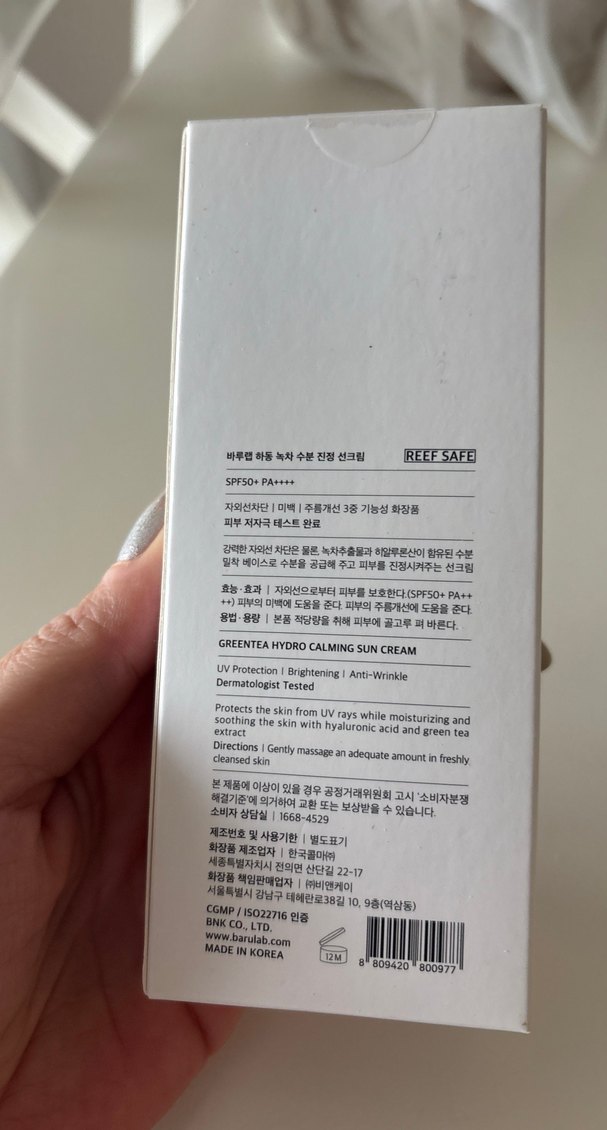 바루랩 하동 녹차 수분 진정 선크림
REEF SAFE
SPF50+ PA++++
자외선차단 | 미백 | 주름개선 3중 기능성 화장품
피부 저자극 테스트 완료
강력한 자외선 차단은 물론, 녹차추출물과 히알루론산이 함유된 수분
밀착 베이스로 수분을 공급해 주고 피부를 진정시켜주는 선크림
효능·효과 | 자외선으로부터 피부를 보호한다.(SPF50+ PA++
++) 피부의 미백에 도움을 준다. 피부의 주름개선에 도움을 준다.
용법·용량 | 본품 적당량을 취해 피부에 골고루 펴 바른다.
GREENTEA HYDRO CALMING SUN CREAM
UV Protection | Brightening | Anti-Wrinkle
Dermatologist Tested
Protects the skin from UV rays while moisturizing and
soothing the skin with hyaluronic acid and green tea
extract
Directions | Gently massage an adequate amount in freshly
cleansed skin
본 제품에 이상이 있을 경우 공정거래위원회 고시 '소비자분쟁
해결기준'에 의거하여 교환 또는 보상받을 수 있습니다.
소비자 상담실 | 1668-4529
제조번호 및 사용기한 | 별도표기
화장품 제조업자 | 한국콜마㈜
세종특별자치시 전의면 산단길 22-17
화장품 책임판매업자 | ㈜비앤케이
서울특별시 강남구 테헤란로38길 10, 9층(역삼동)
CGMP / ISO22716 인증
BNK CO., LTD.
www.barulab.com
MADE IN KOREA
12M
8 809420 800977